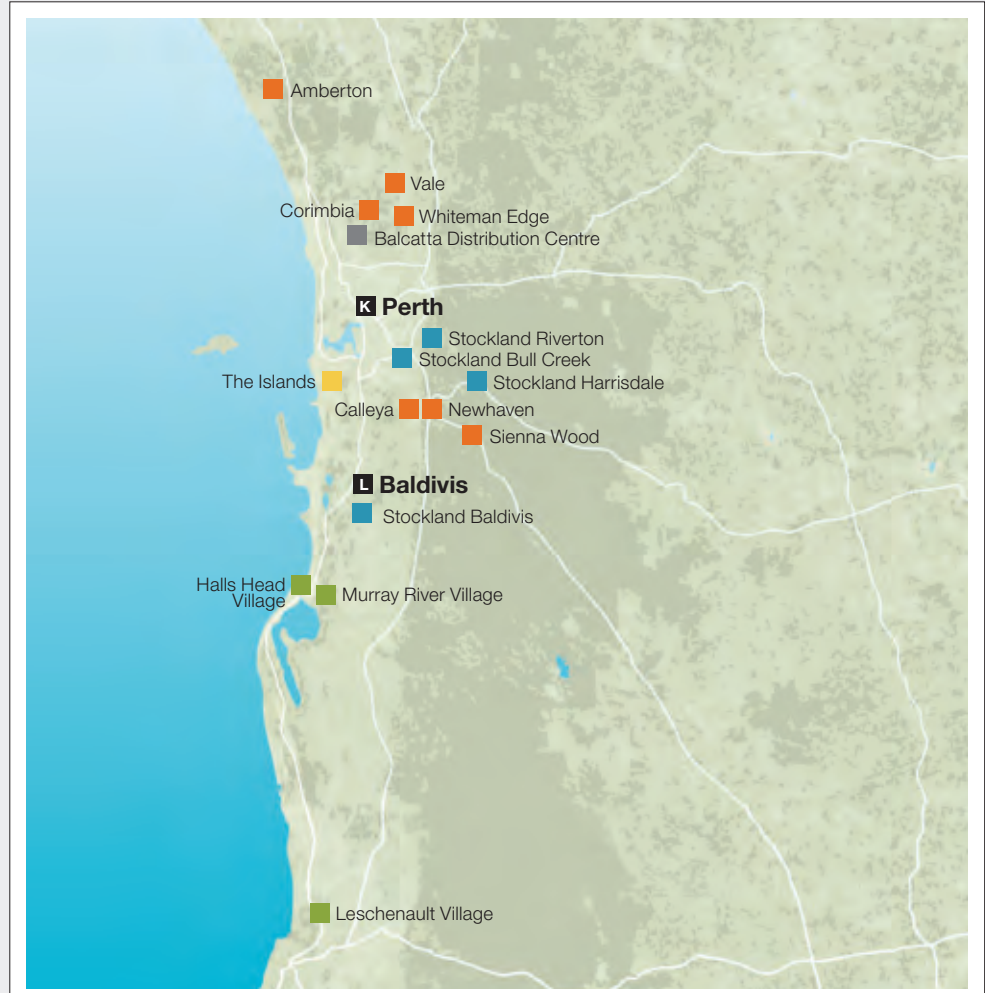 Amberton
Vale
Corimbia
Whiteman Edge
Balcatta Distribution Centre
K Perth
Stockland Riverton
Stockland Bull Creek
The Islands
Stockland Harrisdale
Calleya
Newhaven
Sienna Wood
L Baldivis
Stockland Baldivis
Halls Head
Village
Murray River Village
Leschenault Village